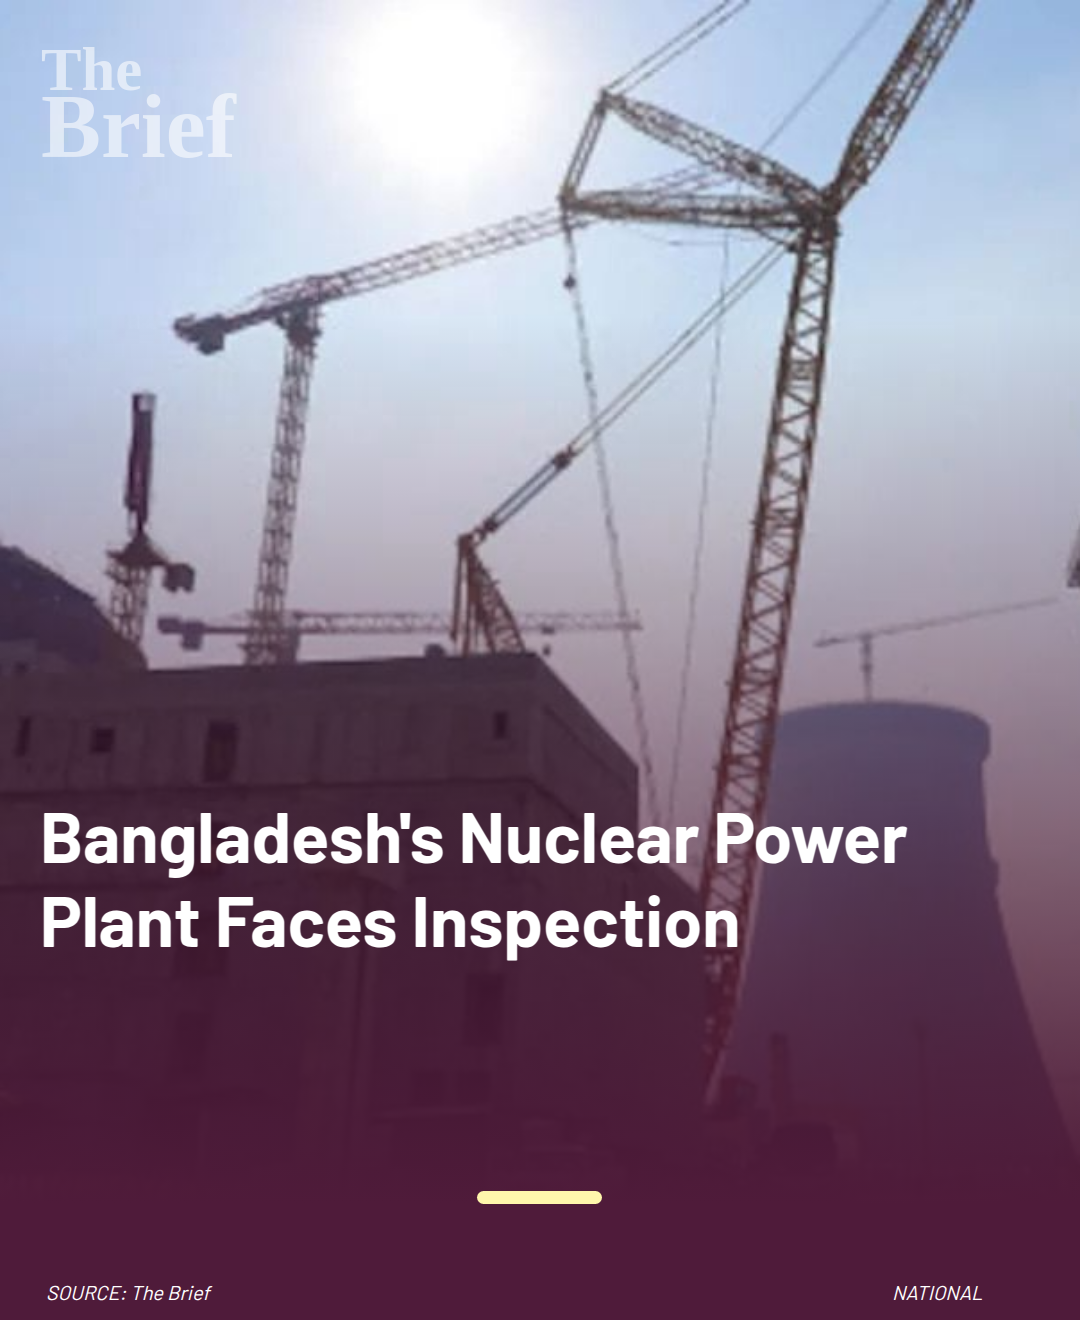 The
Brief
Bangladesh's Nuclear Power
Plant Faces Inspection
SOURCE: The Brief
NATIONAL